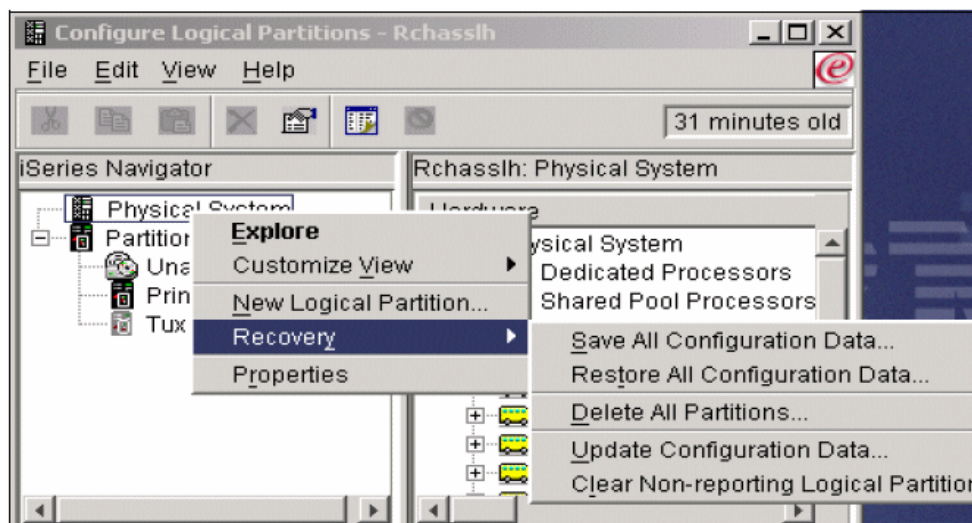 Configure Logical Partitions - Rchasslh
File Edit View Help
31 minutes old
iSeries Navigator
Rchasslh: Physical System
Physical System
Hardware
Partition
Explore
ysical System
Customize View
Dedicated Processors
Una
Shared Pool Processors
Prin
New Logical Partition...
Tux
Recovery
Save All Configuration Data...
Restore All Configuration Data...
Properties
Delete All Partitions...
Update Configuration Data...
Clear Non-reporting Logical Partition